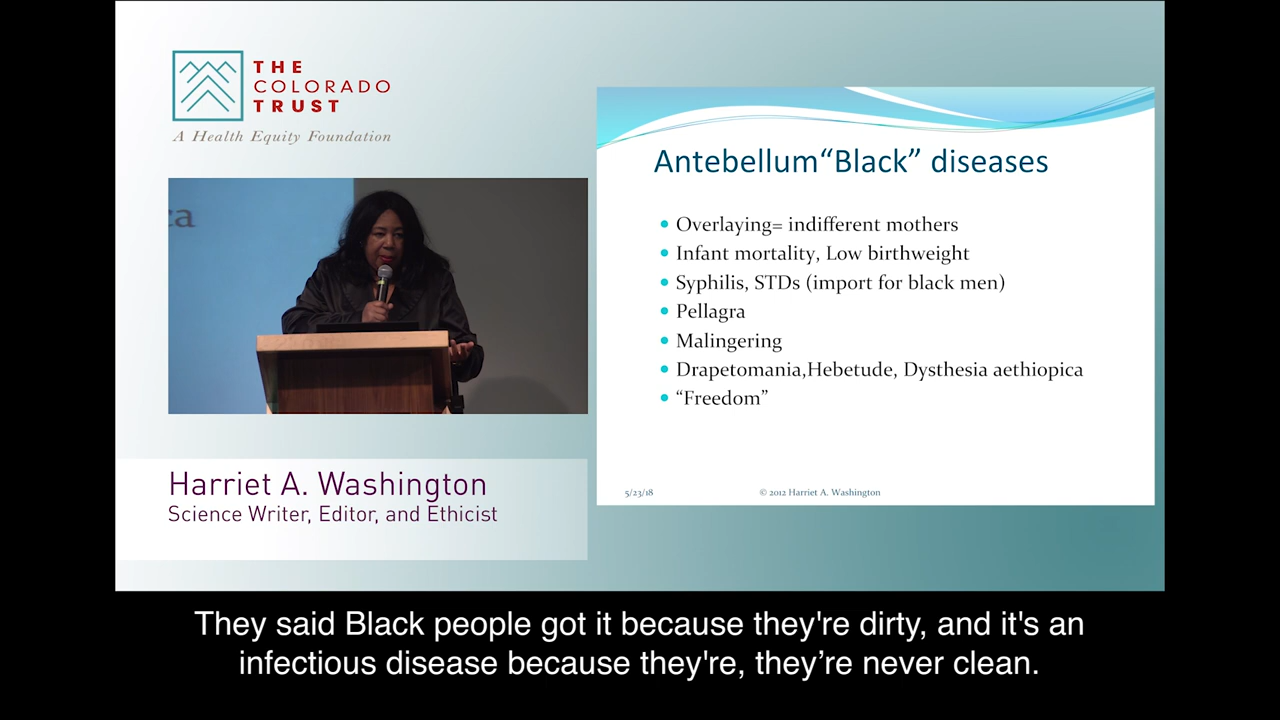 THE
COLORADO
TRUST
A Health Equity Foundation
ca
Harriet A. Washington
Science Writer, Editor, and Ethicist
Antebellum“Black” diseases
Overlaying= indifferent mothers
Infant mortality, Low birthweight
Syphilis, STDs (import for black men)
Pellagra
Malingering
Drapetomania,Hebetude, Dysthesia aethiopica
“Freedom”
5/23/18
© 2012 Harriet A. Washington
They said Black people got it because they're dirty, and it's an
infectious disease because they're, they’re never clean.